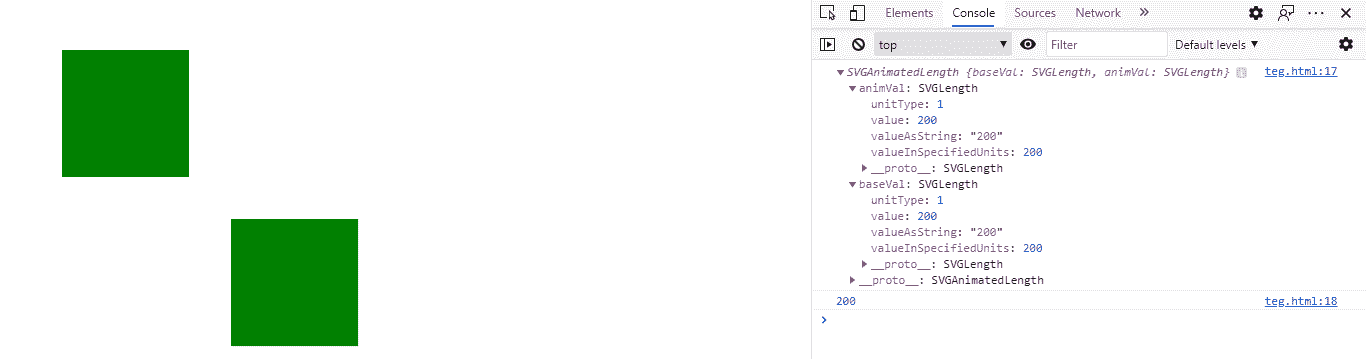 Elements Console Sources Network »
top ▼ Filter Default levels ▼
▼SVGAnimatedLength {baseVal: SVGLength, animVal: SVGLength} i teg.html:17
▼animVal: SVGLength
unitType: 1
value: 200
valueAsString: "200"
valueInSpecifiedUnits: 200
▶__proto__: SVGLength
▼baseVal: SVGLength
unitType: 1
value: 200
valueAsString: "200"
valueInSpecifiedUnits: 200
▶__proto__: SVGLength
▶__proto__: SVGAnimatedLength
200 teg.html:18